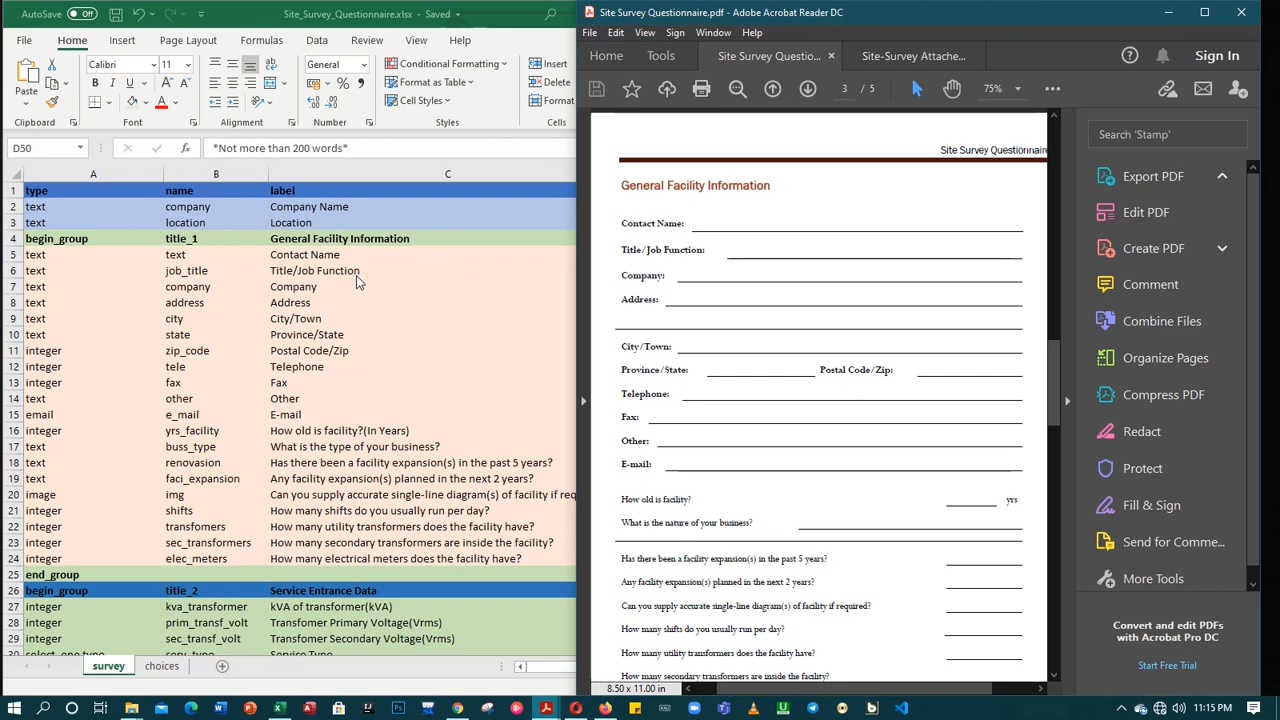 AutoSave Off Site_Survey_Questionnaire.xlsx - Saved
File Home Insert Page Layout Formulas Data Review View Help
Paste
Calibri 11
B I U
General
Conditional Formatting
Format as Table
Cell Styles
Insert
Delete
Format
Clipboard Font Alignment Number Styles Cells
D50 fx *Not more than 200 words*
A B C
1 type name label
2 text company Company Name
3 text location Location
4 begin_group title_1 General Facility Information
5 text text Contact Name
6 text job_title Title/Job Function
7 text company Company
8 text address Address
9 text city City/Town
10 text state Province/State
11 integer zip_code Postal Code/Zip
12 integer tele Telephone
13 integer fax Fax
14 text other Other
15 email e_mail E-mail
16 integer yrs_facility How old is facility?(In Years)
17 text buss_type What is the type of your business?
18 text renovasion Has there been a facility expansion(s) in the past 5 years?
19 text faci_expansion Any facility expansion(s) planned in the next 2 years?
20 image img Can you supply accurate single-line diagram(s) of facility if req
21 integer shifts How many shifts do you usually run per day?
22 integer transfomers How many utility transformers does the facility have?
23 integer sec_transformers How many secondary transformers are inside the facility?
24 integer elec_meters How many electrical meters does the facility have?
25 end_group
26 begin_group title_2 Service Entrance Data
27 integer kva_transformer kVA of transformer(kVA)
28 integer prim_transf_volt Transfomer Primary Voltage(Vrms)
29 integer sec_transf_volt Transfomer Secondary Voltage(Vrms)
30 select_one type serv_type Service Type
survey choices
Site Survey Questionnaire.pdf - Adobe Acrobat Reader DC
File Edit View Sign Window Help
Home Tools Site Survey Questio... × Site-Survey Attache... Sign In
3 / 5 75%
Site Survey Questionnaire
General Facility Information
Contact Name:
Title/Job Function:
Company:
Address:
City/Town:
Province/State: Postal Code/Zip:
Telephone:
Fax:
Other:
E-mail:
How old is facility? yrs
What is the nature of your business?
Has there been a facility expansion(s) in the past 5 years?
Any facility expansion(s) planned in the next 2 years?
Can you supply accurate single-line diagram(s) of facility if required?
How many shifts do you usually run per day?
How many utility transformers does the facility have?
How many secondary transformers are inside the facility?
8.50 x 11.00 in
Search 'Stamp'
Export PDF
Edit PDF
Create PDF
Comment
Combine Files
Organize Pages
Compress PDF
Redact
Protect
Fill & Sign
Send for Comme...
More Tools
Convert and edit PDFs
with Acrobat Pro DC
Start Free Trial
11:15 PM